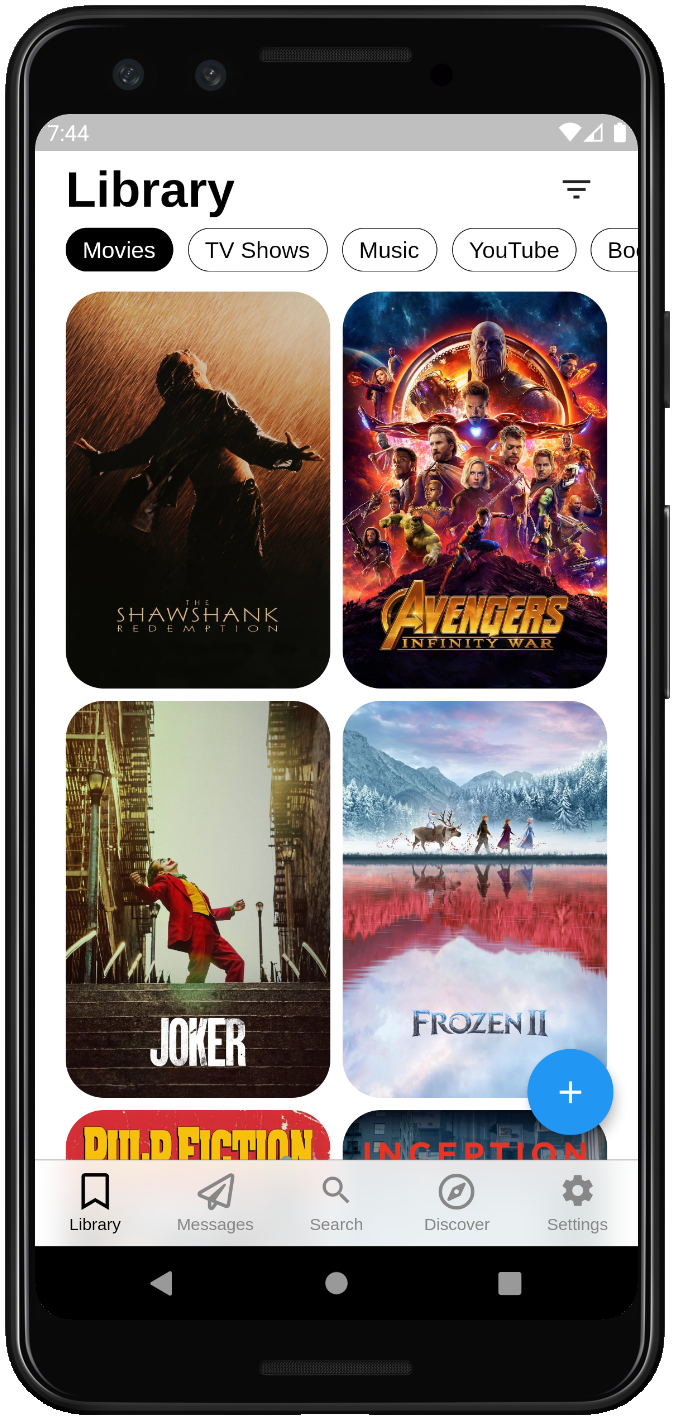 7:44
Library
Movies TV Shows Music YouTube Boo
THE
SHAWSHANK
REDEMPTION
AVENGERS
INFINITY WAR
JOKER
FROZEN II
+
PULP FICTION
INCEPTION
Library Messages Search Discover Settings